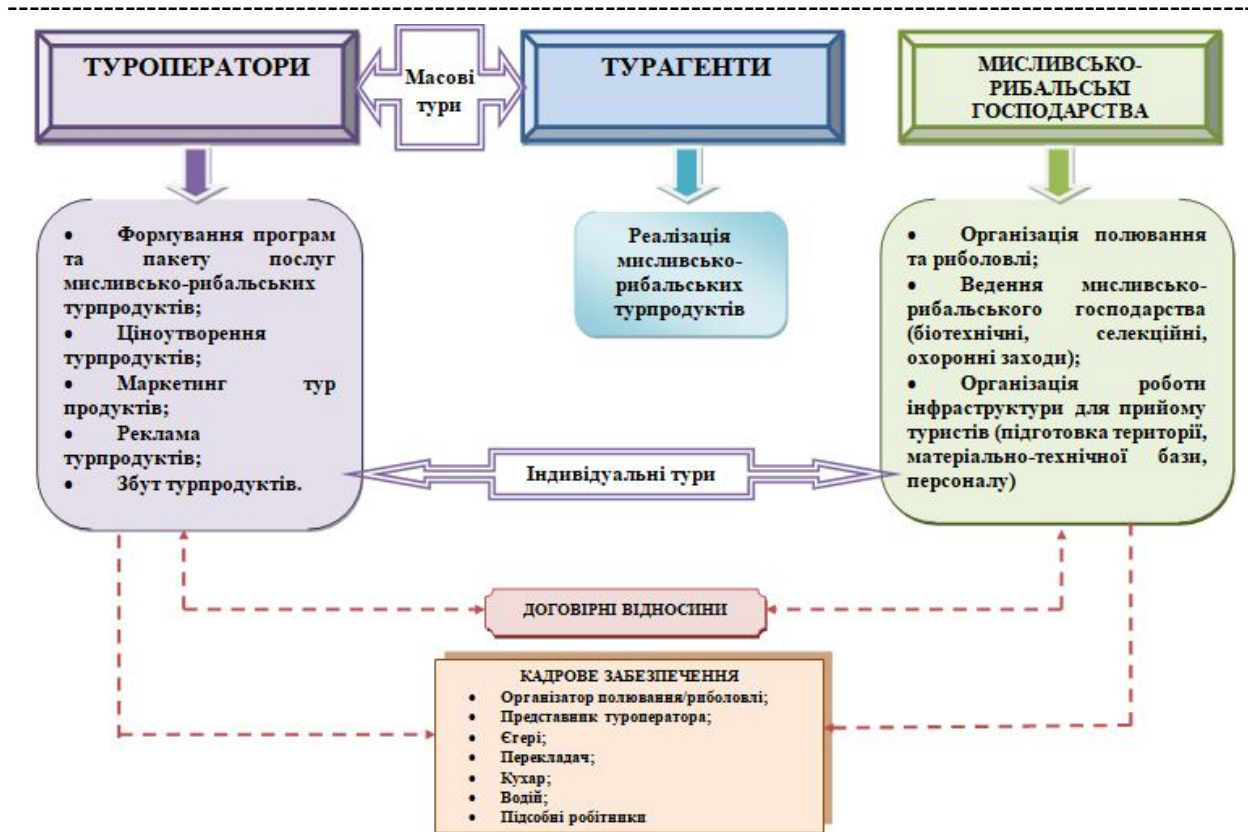 ТУРОПЕРАТОРИ
Масові
тури
ТУРАГЕНТИ
МИСЛИВСЬКО-
РИБАЛЬСЬКІ
ГОСПОДАРСТВА
• Формування програм
та пакету послуг
мисливсько-рибальських
турпродуктів;
• Ціноутворення
турпродуктів;
• Маркетинг тур
продуктів;
• Реклама
турпродуктів;
• Збут турпродуктів.
Реалізація
мисливсько-
рибальських
турпродуктів
• Організація полювання
та риболовлі;
• Ведення мисливсько-
рибальського господарства
(біотехнічні, селекційні,
охоронні заходи);
• Організація роботи
інфраструктури для прийому
туристів (підготовка території,
матеріально-технічної бази,
персоналу)
Індивідуальні тури
ДОГОВІРНІ ВІДНОСИНИ
КАДРОВЕ ЗАБЕЗПЕЧЕННЯ
• Організатор полювання/риболовлі;
• Представник туроператора;
• Єгері;
• Перекладач;
• Кухар;
• Водій;
• Підсобні робітники